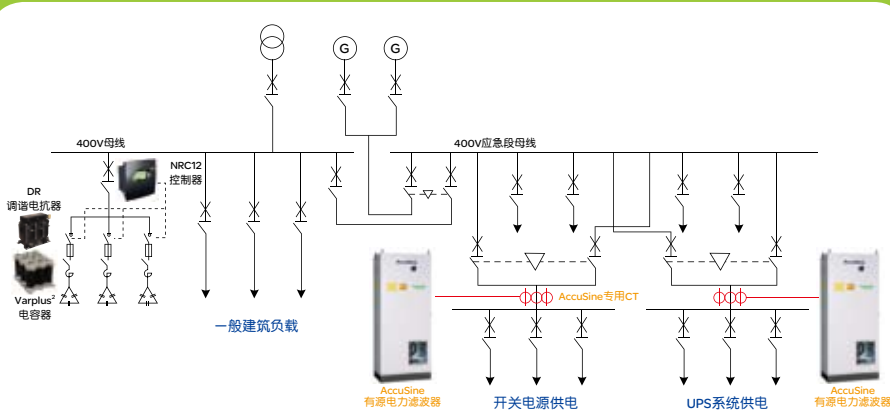 G
G
400V母线
400V应急段母线
NRC12
控制器
DR
调谐电抗器
Varplus²
电容器
一般建筑负载
AccuSine专用CT
AccuSine
有源电力滤波器
开关电源供电
UPS系统供电
AccuSine
有源电力滤波器